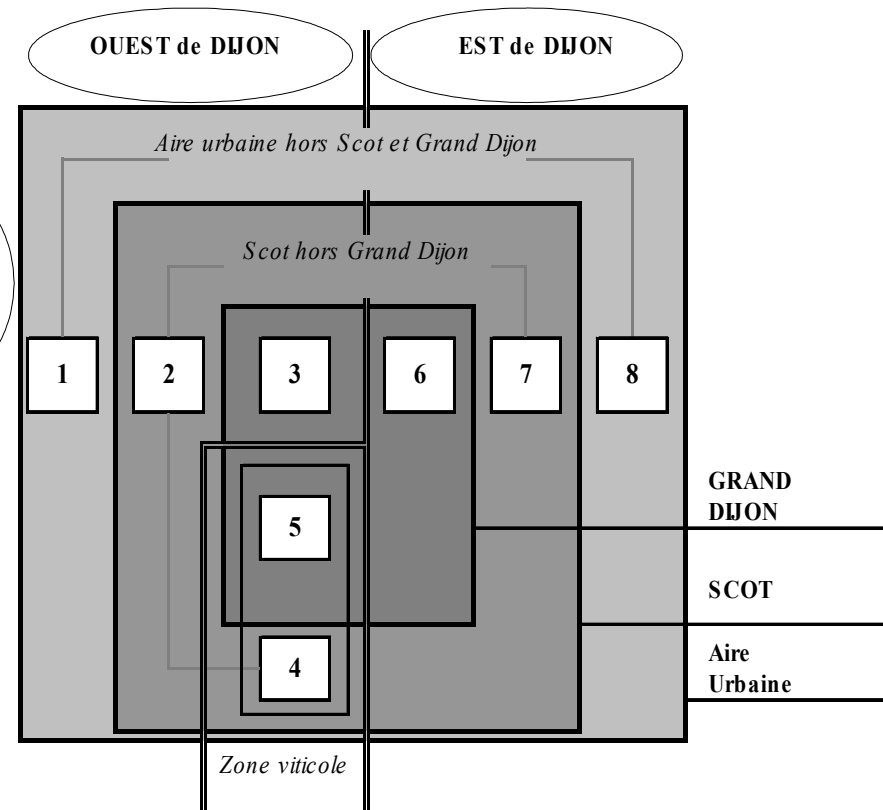 OUEST de DIJON
EST de DIJON
Aire urbaine hors Scot et Grand Dijon
Scot hors Grand Dijon
1
2
3
6
7
8
5
4
GRAND
DIJON
SCOT
Aire
Urbaine
Zone viticole